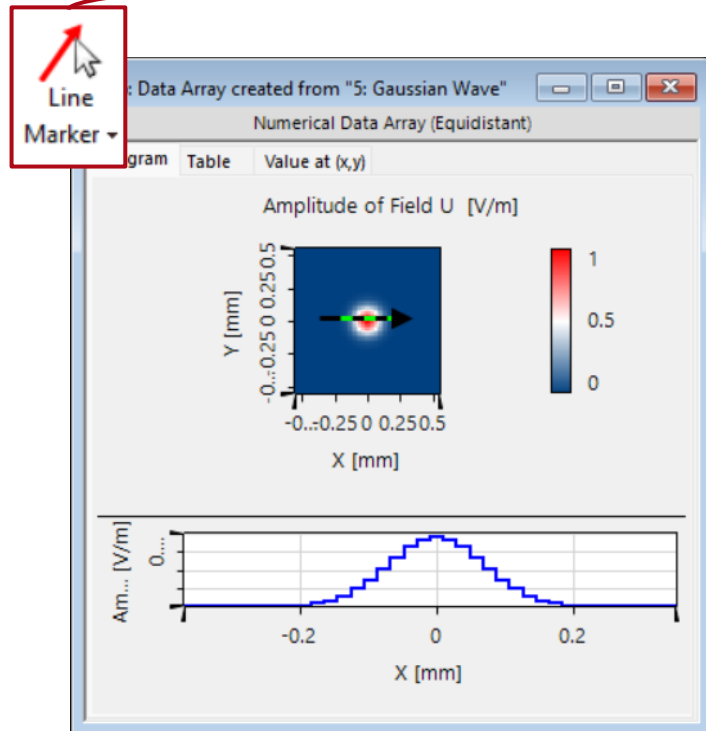 Line
Marker
: Data Array created from "5: Gaussian Wave"
Numerical Data Array (Equidistant)
gram Table Value at (x,y)
Amplitude of Field U [V/m]
1
0.5
0
Y [mm]
-0...-0.25 0 0.25 0.5
-0...-0.25 0 0.25 0.5
X [mm]
Am... [V/m]
0....
-0.2 0 0.2
X [mm]